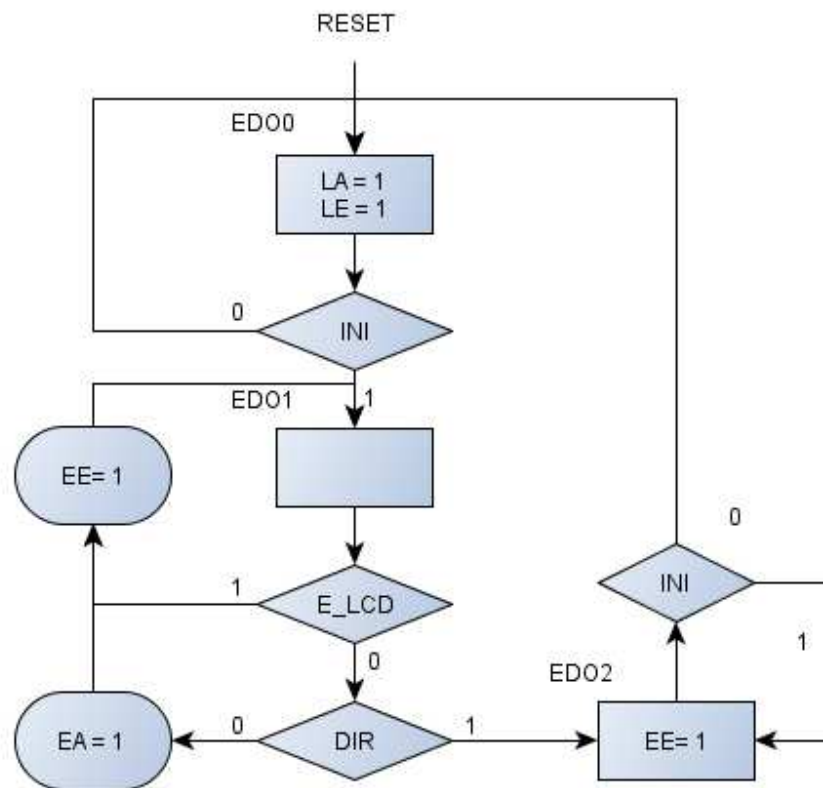 RESET
EDO0
LA = 1
LE = 1
0
INI
EDO1
1
EE= 1
0
1
E_LCD
INI
0
1
EDO2
EA = 1
0
DIR
1
EE= 1